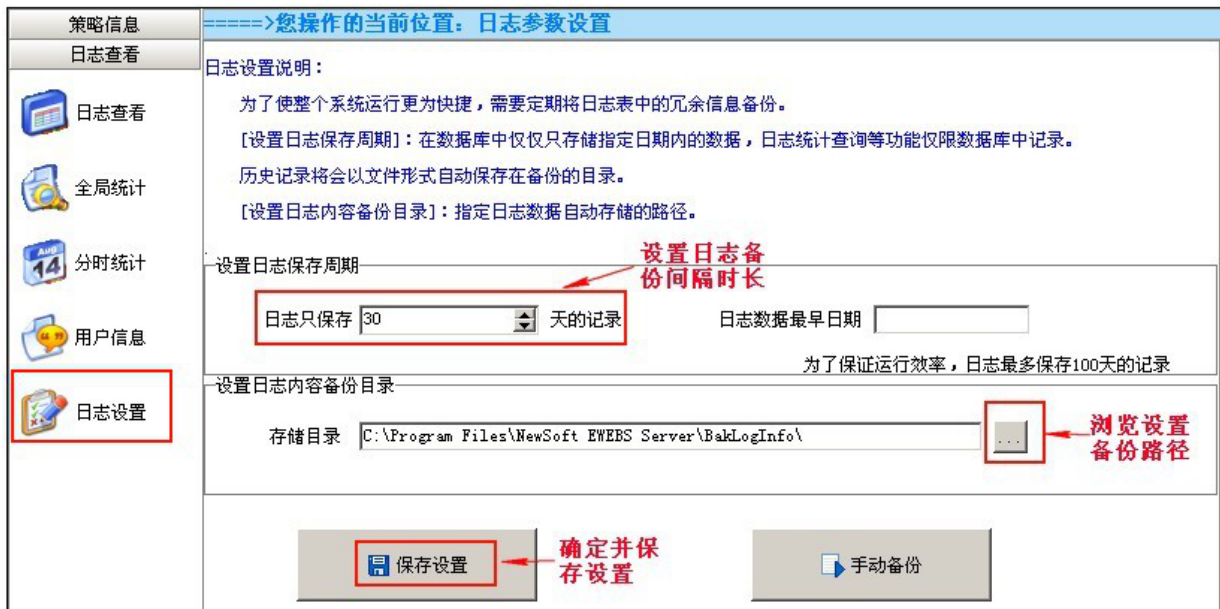 策略信息
=====>您操作的当前位置：日志参数设置
日志查看
日志查看
全局统计
Aug
14
分时统计
用户信息
日志设置
日志设置说明：
为了使整个系统运行更为快捷，需要定期将日志表中的冗余信息备份。
[设置日志保存周期]：在数据库中仅仅只存储指定日期内的数据，日志统计查询等功能仅限数据库中记录。
历史记录将会以文件形式自动保存在备份的目录。
[设置日志内容备份目录]：指定日志数据自动存储的路径。
设置日志备
份间隔时长
设置日志保存周期
日志只保存 30 天的记录 日志数据最早日期
为了保证运行效率，日志最多保存100天的记录
设置日志内容备份目录
存储目录 C:\Program Files\NewSoft EWEBS Server\BakLogInfo\ ...
浏览设置
备份路径
保存设置
确定并保
存设置
手动备份